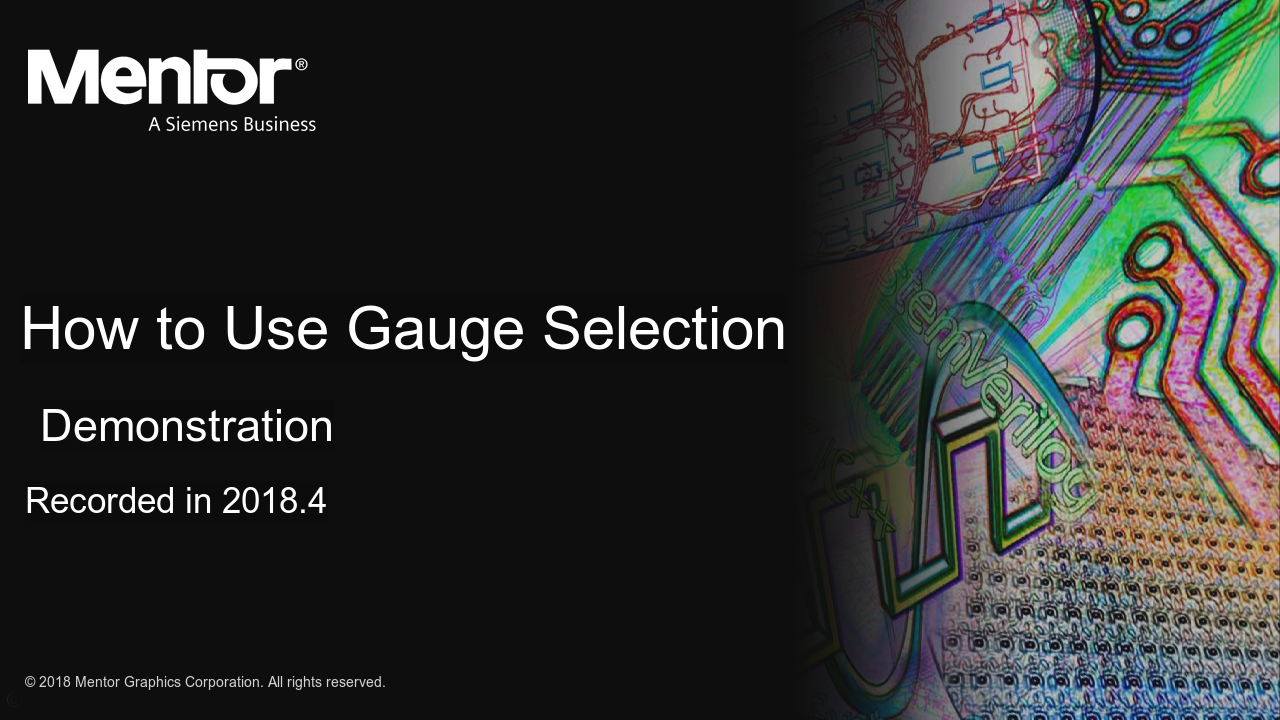 Mentor®
A Siemens Business
How to Use Gauge Selection
Demonstration
Recorded in 2018.4
© 2018 Mentor Graphics Corporation. All rights reserved.
temVerilog